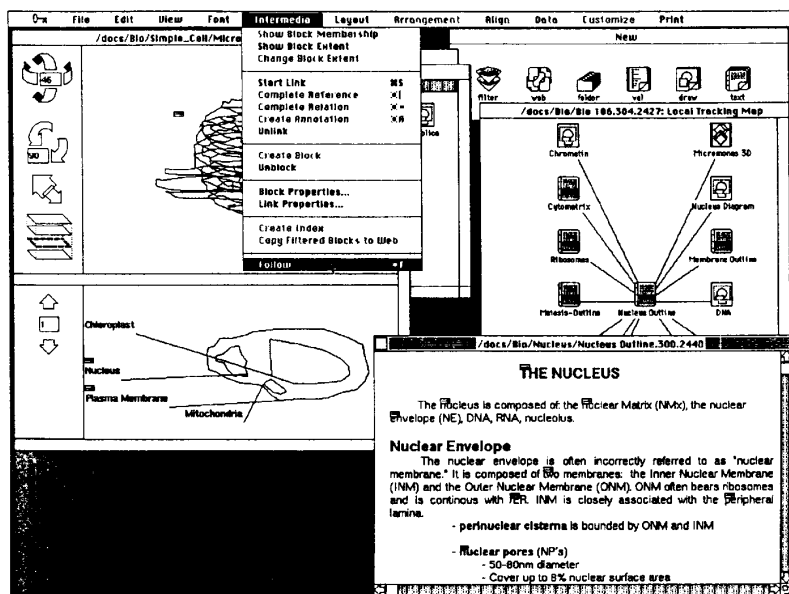 File Edit View Font Intermedia Layout Arrangement Align Data Customize Print
/docs/Bio/Simple_Cell/Micro
46
90
Show Block Membership
Show Block Extent
Change Block Extent
Start Link ⌘S
Complete Reference
Complete Relation
Create Annotation
Unlink
Create Block
Unblock
Block Properties...
Link Properties...
Create Index
Copy Filtered Blocks to Web
Follow
New
filter web folder vel draw text
/docs/Bio/Bio 106.304.2427: Local Tracking Map
Chromatin
Micromones 3D
Cytomatrix
Nucleus Diagram
Ribosomes
Membrane Outline
Meiosis-Outline
Nucleus Outline
DNA
1
Chloroplast
Nucleus
Plasma Membrane
Mitochondria
/docs/Bio/Nucleus/Nucleus Outline.300.2440
THE NUCLEUS
The nucleus is composed of: the nuclear Matrix (NMx), the nuclear
envelope (NE), DNA, RNA, nucleolus.
Nuclear Envelope
The nuclear envelope is often incorrectly referred to as "nuclear
membrane." It is composed of two membranes: the Inner Nuclear Membrane
(INM) and the Outer Nuclear Membrane (ONM). ONM often bears ribosomes
and is continous with rER. INM is closely associated with the peripheral
lamina.
- perinuclear cisterna is bounded by ONM and INM
- nuclear pores (NP's)
- 50-80nm diameter
- Cover up to 8% nuclear surface area